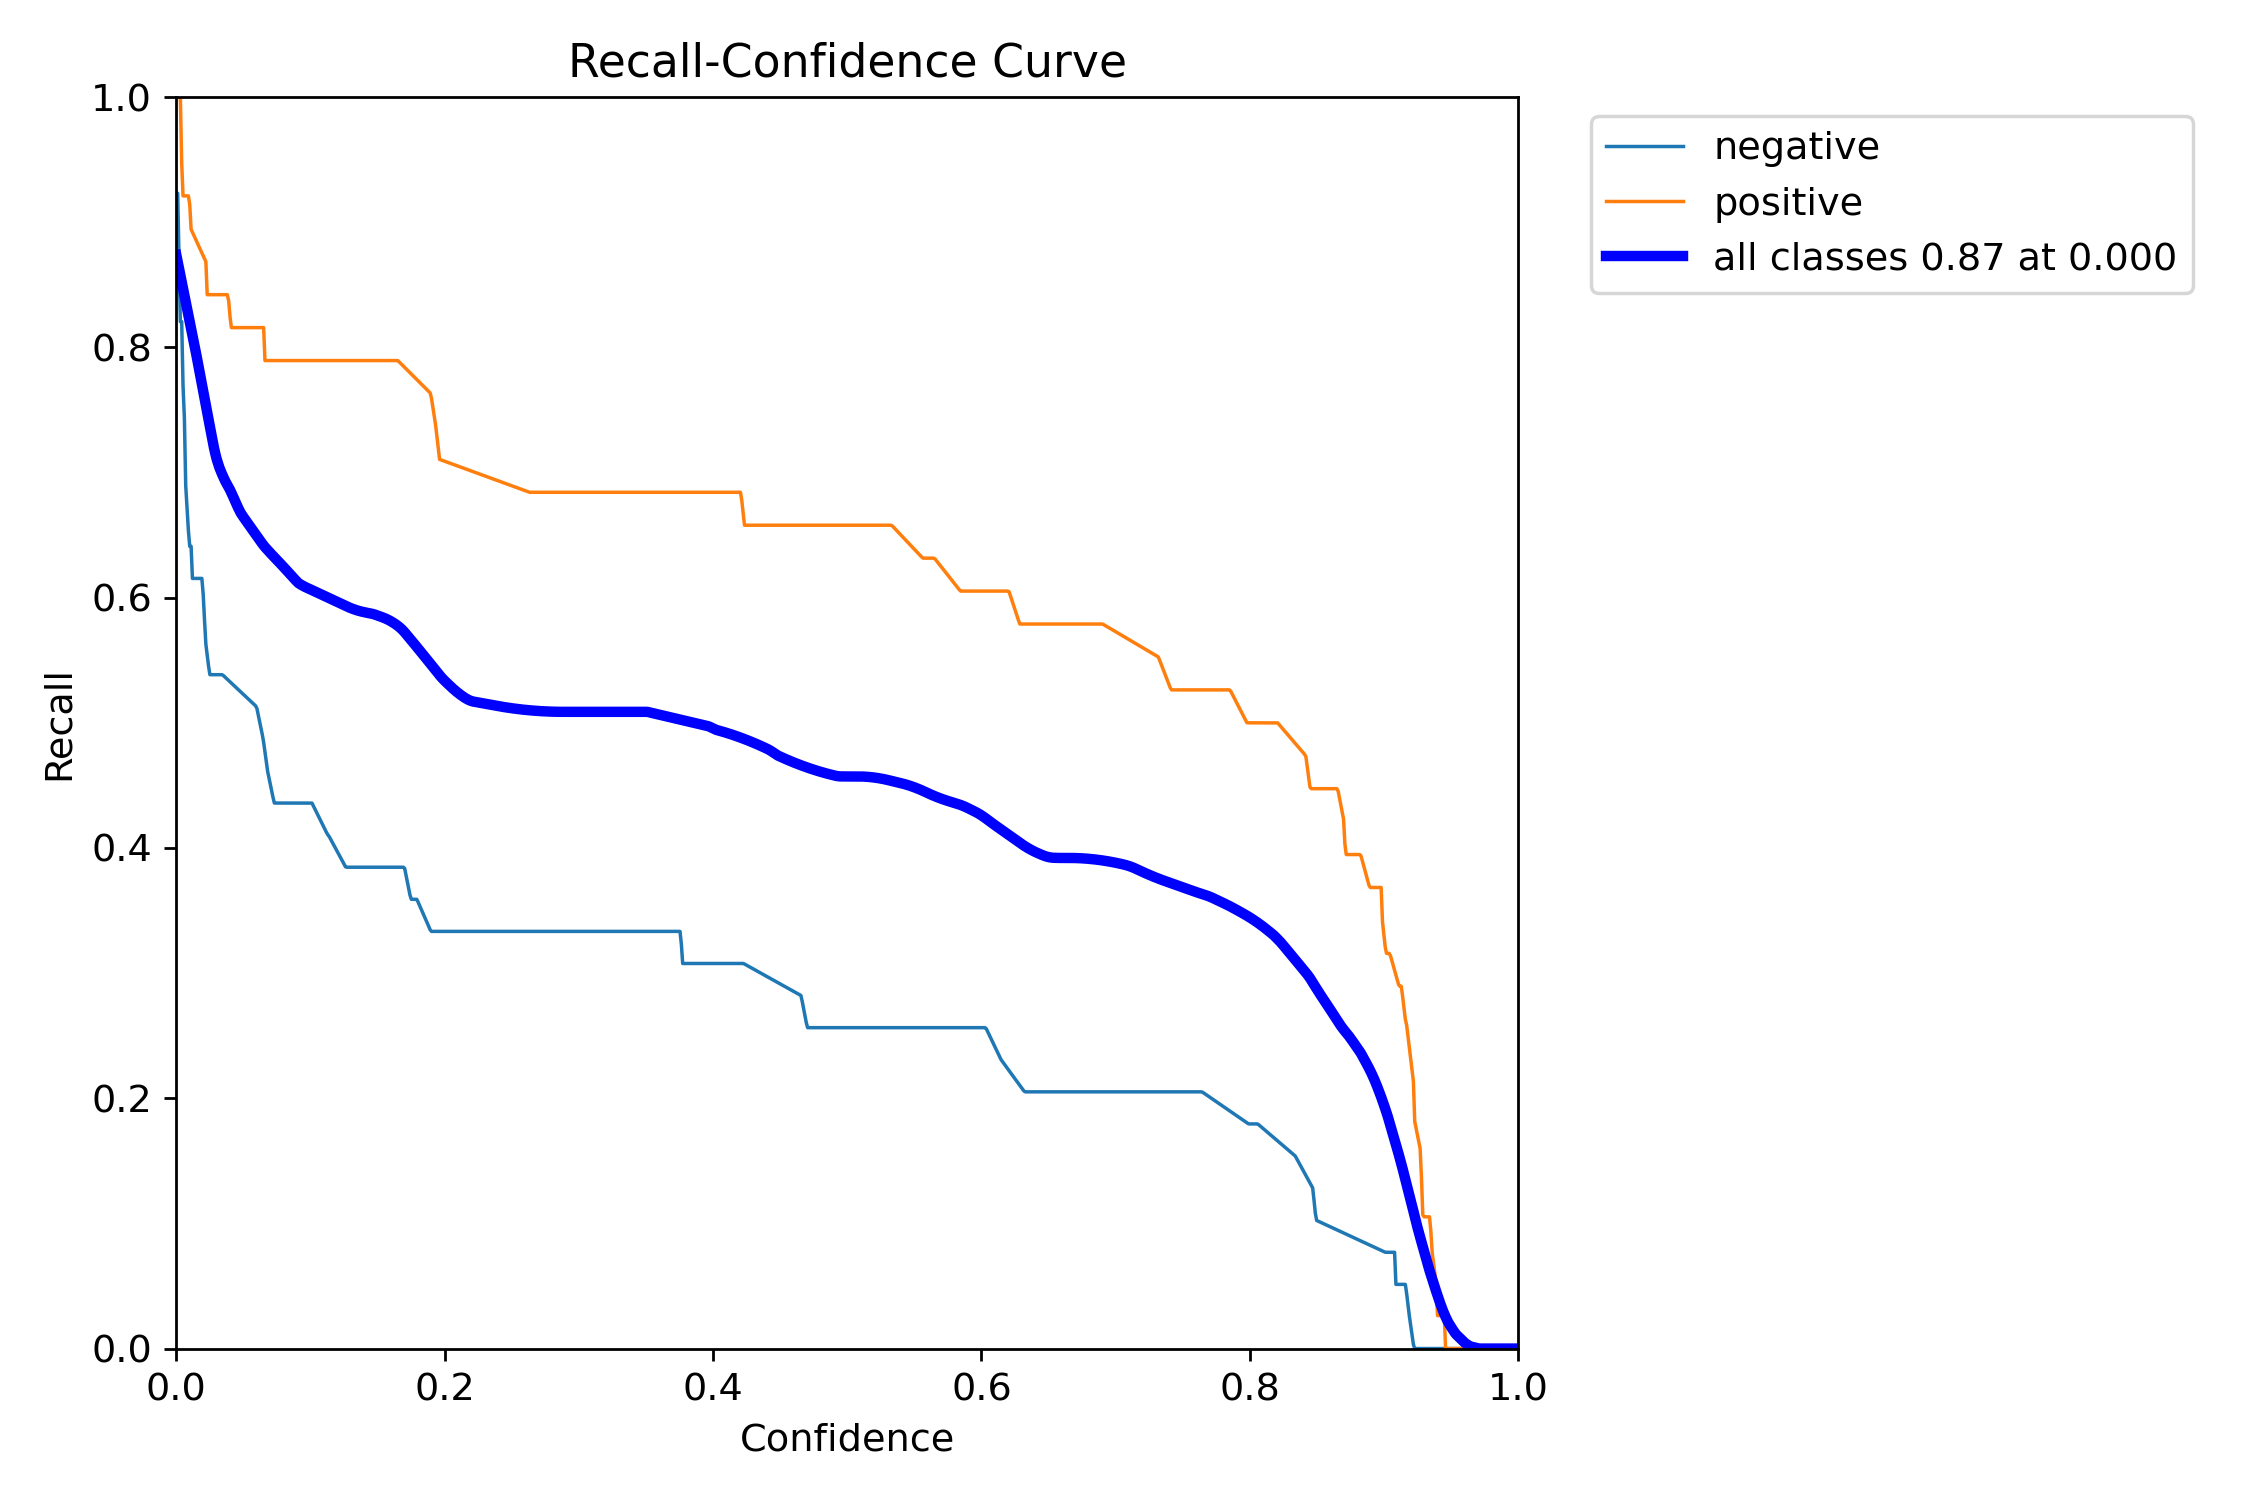 Recall-Confidence Curve
negative
positive
all classes 0.87 at 0.000
Recall
1.0
0.8
0.6
0.4
0.2
0.0
0.0 0.2 0.4 0.6 0.8 1.0
Confidence